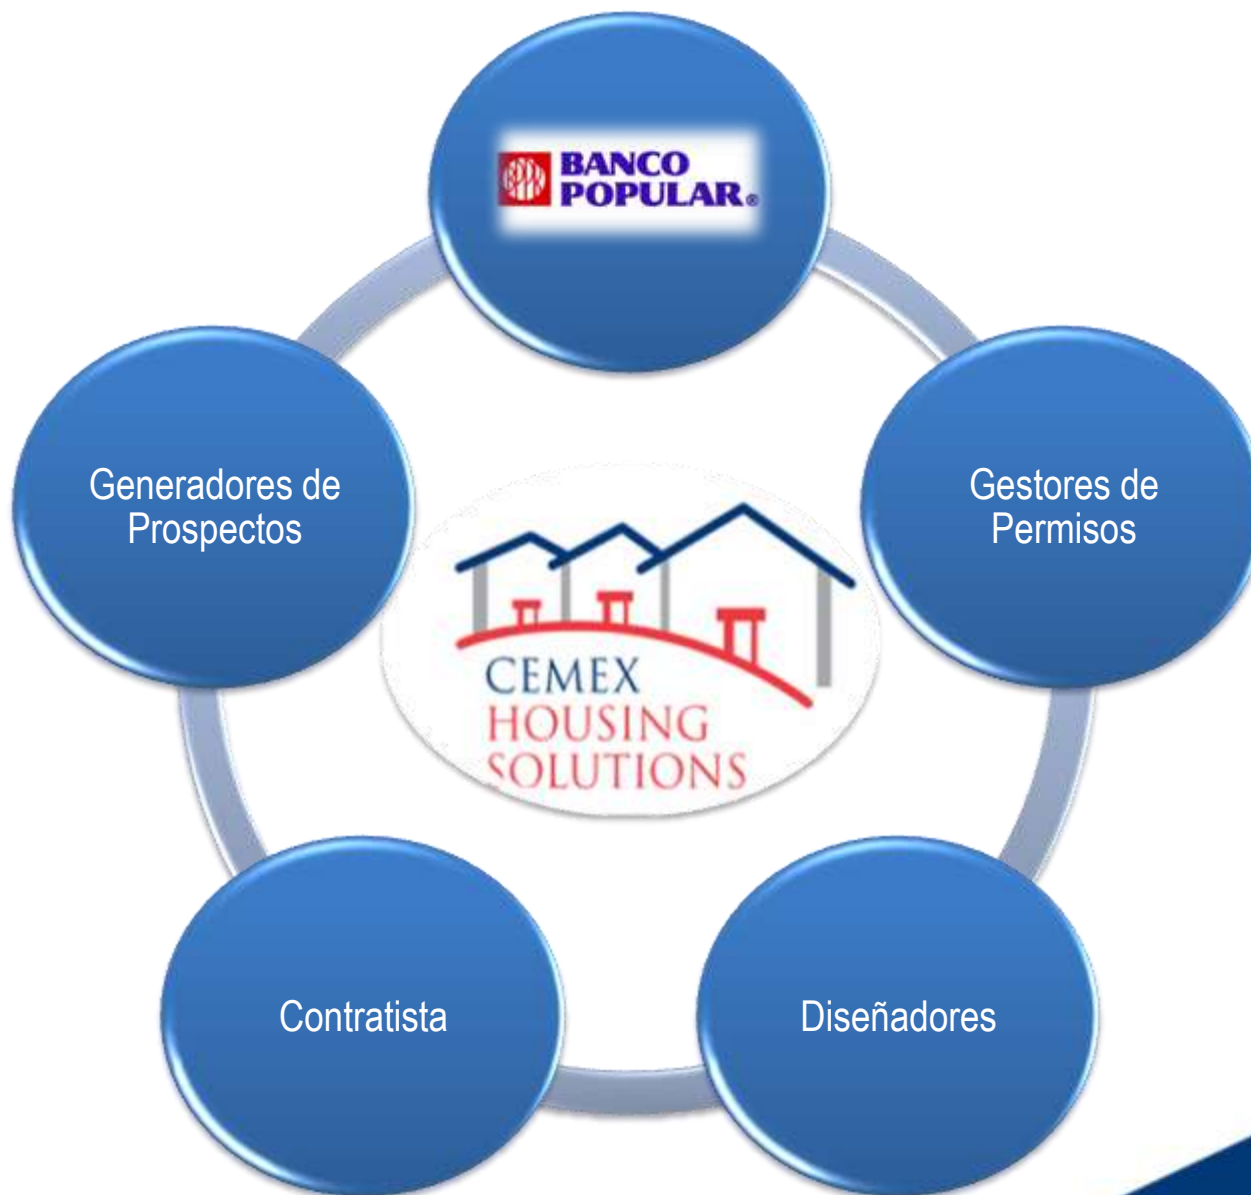 BANCO
POPULAR®
Generadores de
Prospectos
Gestores de
Permisos
CEMEX
HOUSING
SOLUTIONS
Contratista
Diseñadores